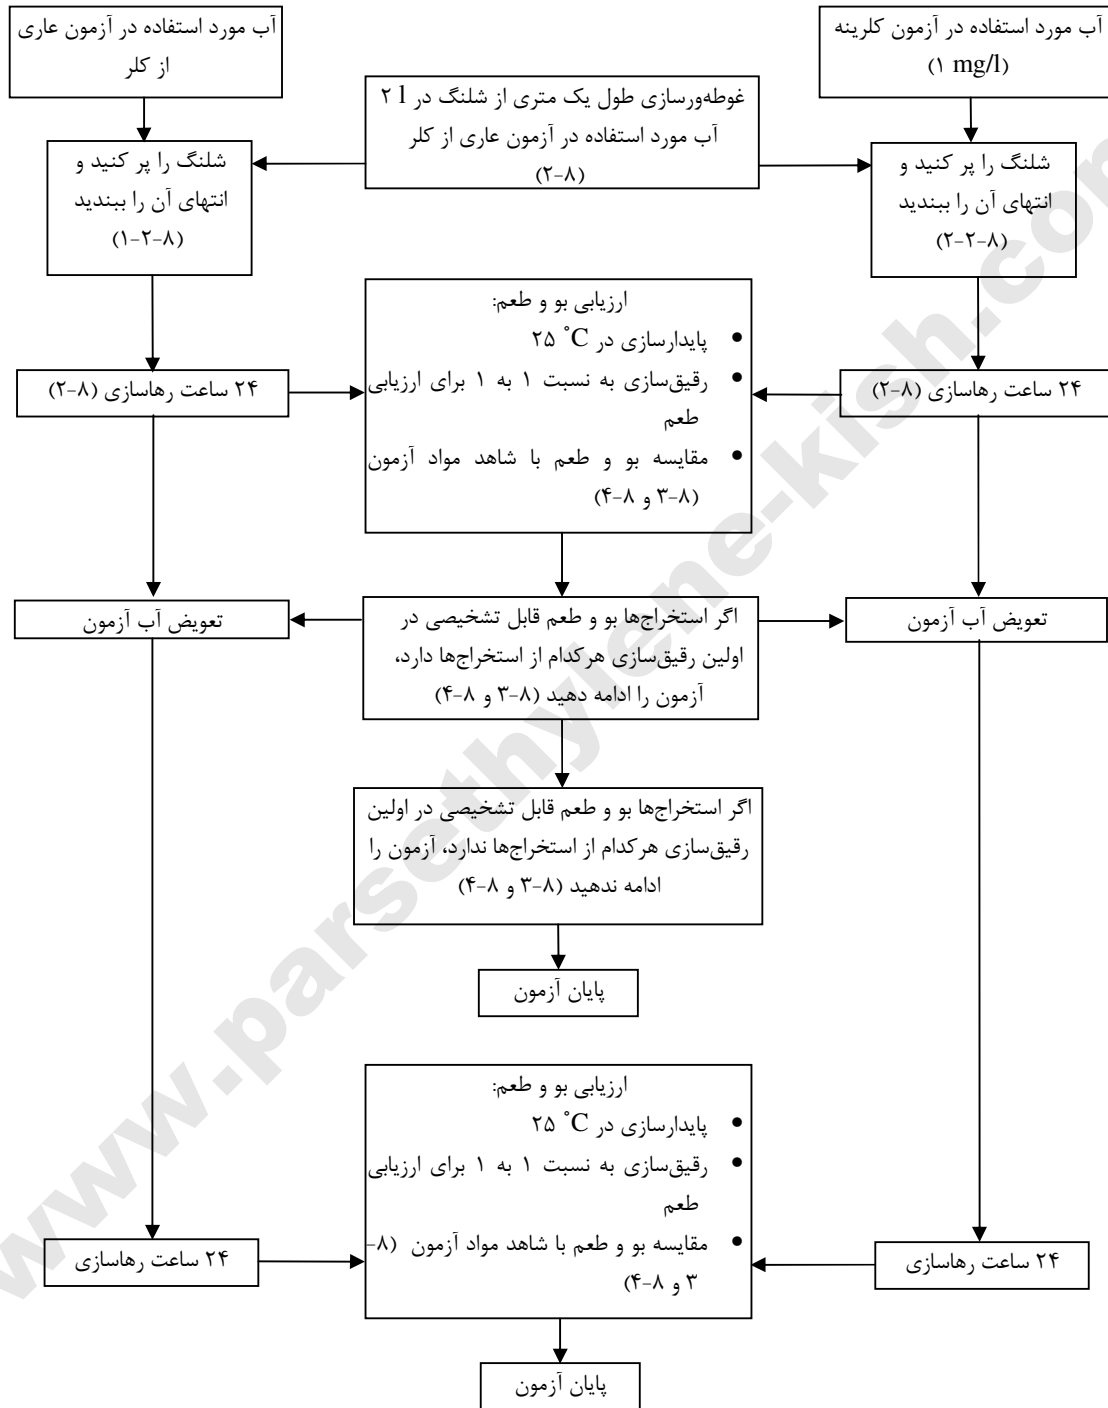 آب مورد استفاده در آزمون کلرینه
(۱ mg/l)
آب مورد استفاده در آزمون عاری
از کلر
غوطه‌ورسازی طول یک متری از شلنگ در ۲ l
آب مورد استفاده در آزمون عاری از کلر
(۲-۸)
شلنگ را پر کنید و
انتهای آن را ببندید
(۲-۲-۸)
شلنگ را پر کنید و
انتهای آن را ببندید
(۱-۲-۸)
ارزیابی بو و طعم:
• پایدارسازی در ۲۵ °C
• رقیق‌سازی به نسبت ۱ به ۱ برای ارزیابی
طعم
• مقایسه بو و طعم با شاهد مواد آزمون
(۳-۸ و ۴-۸)
۲۴ ساعت رهاسازی (۲-۸)
۲۴ ساعت رهاسازی (۲-۸)
تعویض آب آزمون
اگر استخراج‌ها بو و طعم قابل تشخیصی در
اولین رقیق‌سازی هرکدام از استخراج‌ها دارد،
آزمون را ادامه دهید (۳-۸ و ۴-۸)
تعویض آب آزمون
اگر استخراج‌ها بو و طعم قابل تشخیصی در اولین
رقیق‌سازی هرکدام از استخراج‌ها ندارد، آزمون را
ادامه ندهید (۳-۸ و ۴-۸)
پایان آزمون
ارزیابی بو و طعم:
• پایدارسازی در ۲۵ °C
• رقیق‌سازی به نسبت ۱ به ۱ برای ارزیابی
طعم
• مقایسه بو و طعم با شاهد مواد آزمون (۸-
۳ و ۴-۸)
۲۴ ساعت رهاسازی
۲۴ ساعت رهاسازی
پایان آزمون
www.parsethylene-kish.com